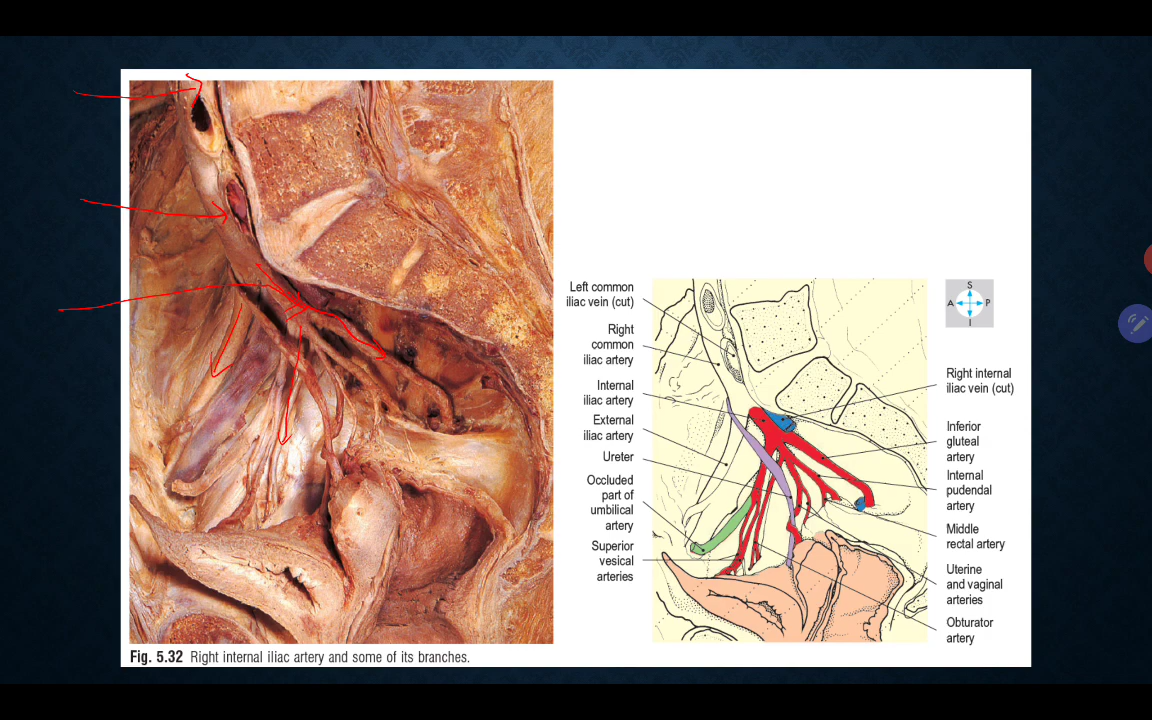 Left common
iliac vein (cut)
Right
common
iliac artery
Internal
iliac artery
External
iliac artery
Ureter
Occluded
part of
umbilical
artery
Superior
vesical
arteries
S
A
P
I
Right internal
iliac vein (cut)
Inferior
gluteal
artery
Internal
pudendal
artery
Middle
rectal artery
Uterine
and vaginal
arteries
Obturator
artery
Fig. 5.32 Right internal iliac artery and some of its branches.